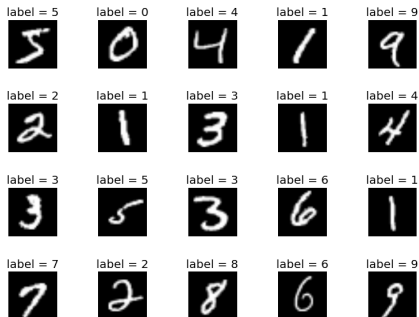 label = 5 label = 0 label = 4 label = 1 label = 9
5 0 4 1 9
label = 2 label = 1 label = 3 label = 1 label = 4
2 1 3 1 4
label = 3 label = 5 label = 3 label = 6 label = 1
3 5 3 6 1
label = 7 label = 2 label = 8 label = 6 label = 9
7 2 8 6 9